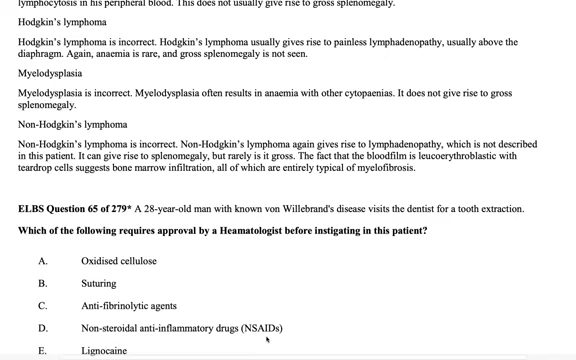 lymphocytosis in his peripheral blood. This does not usually give rise to gross splenomegaly.
Hodgkin's lymphoma
Hodgkin's lymphoma is incorrect. Hodgkin's lymphoma usually gives rise to painless lymphadenopathy, usually above the
diaphragm. Again, anaemia is rare, and gross splenomegaly is not seen.
Myelodysplasia
Myelodysplasia is incorrect. Myelodysplasia often results in anaemia with other cytopaenias. It does not give rise to gross
splenomegaly.
Non-Hodgkin's lymphoma
Non-Hodgkin's lymphoma is incorrect. Non-Hodgkin's lymphoma again gives rise to lymphadenopathy, which is not described
in this patient. It can give rise to splenomegaly, but rarely is it gross. The fact that the bloodfilm is leucoerythroblastic with
teardrop cells suggests bone marrow infiltration, all of which are entirely typical of myelofibrosis.
ELBS Question 65 of 279* A 28-year-old man with known von Willebrand's disease visits the dentist for a tooth extraction.
Which of the following requires approval by a Heamatologist before instigating in this patient?
A. Oxidised cellulose
B. Suturing
C. Anti-fibrinolytic agents
D. Non-steroidal anti-inflammatory drugs (NSAIDs)
E. Lignocaine